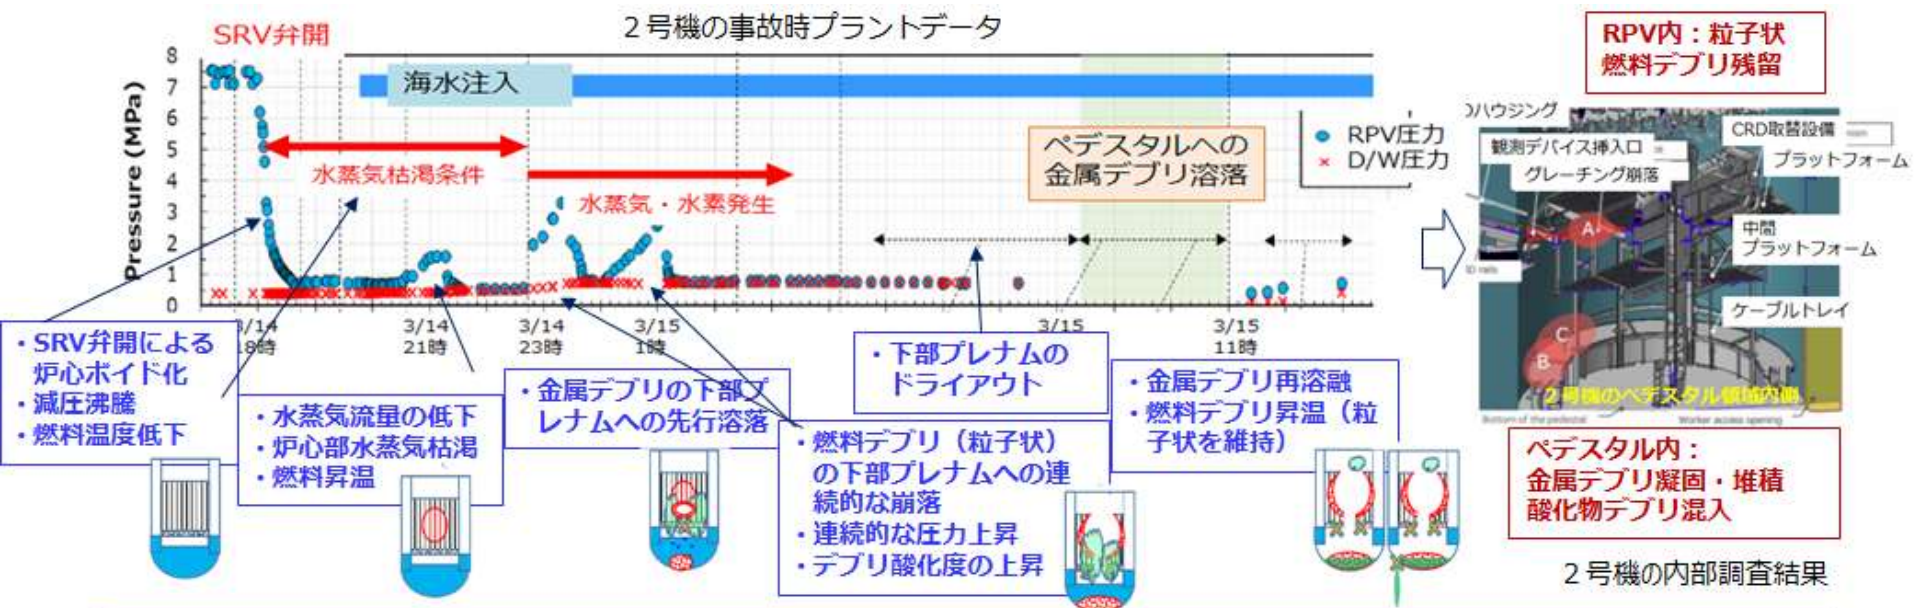 2号機の事故時プラントデータ
SRV弁開
Pressure (MPa)
8
7
6
5
4
3
2
1
0
海水注入
水蒸気枯渇条件
水蒸気・水素発生
ペデスタルへの
金属デブリ溶落
RPV圧力
D/W圧力
3/14
18時
3/14
21時
3/14
23時
3/15
1時
3/15
3/15
11時
・SRV弁開による
炉心ボイド化
・減圧沸騰
・燃料温度低下
・水蒸気流量の低下
・炉心部水蒸気枯渇
・燃料昇温
・金属デブリの下部プ
レナムへの先行溶落
・燃料デブリ（粒子状）
の下部プレナムへの連
続的な崩落
・連続的な圧力上昇
・デブリ酸化度の上昇
・下部プレナムの
ドライアウト
・金属デブリ再溶融
・燃料デブリ昇温（粒
子状を維持）
RPV内：粒子状
燃料デブリ残留
ハウジング
CRD取替設備
観測デバイス挿入口
プラットフォーム
グレーチング崩落
A
中間
プラットフォーム
rails
ケーブルトレイ
C
B
2号機のペデスタル領域内側
Bottom of the pedestal
Worker access opening
ペデスタル内：
金属デブリ凝固・堆積
酸化物デブリ混入
2号機の内部調査結果